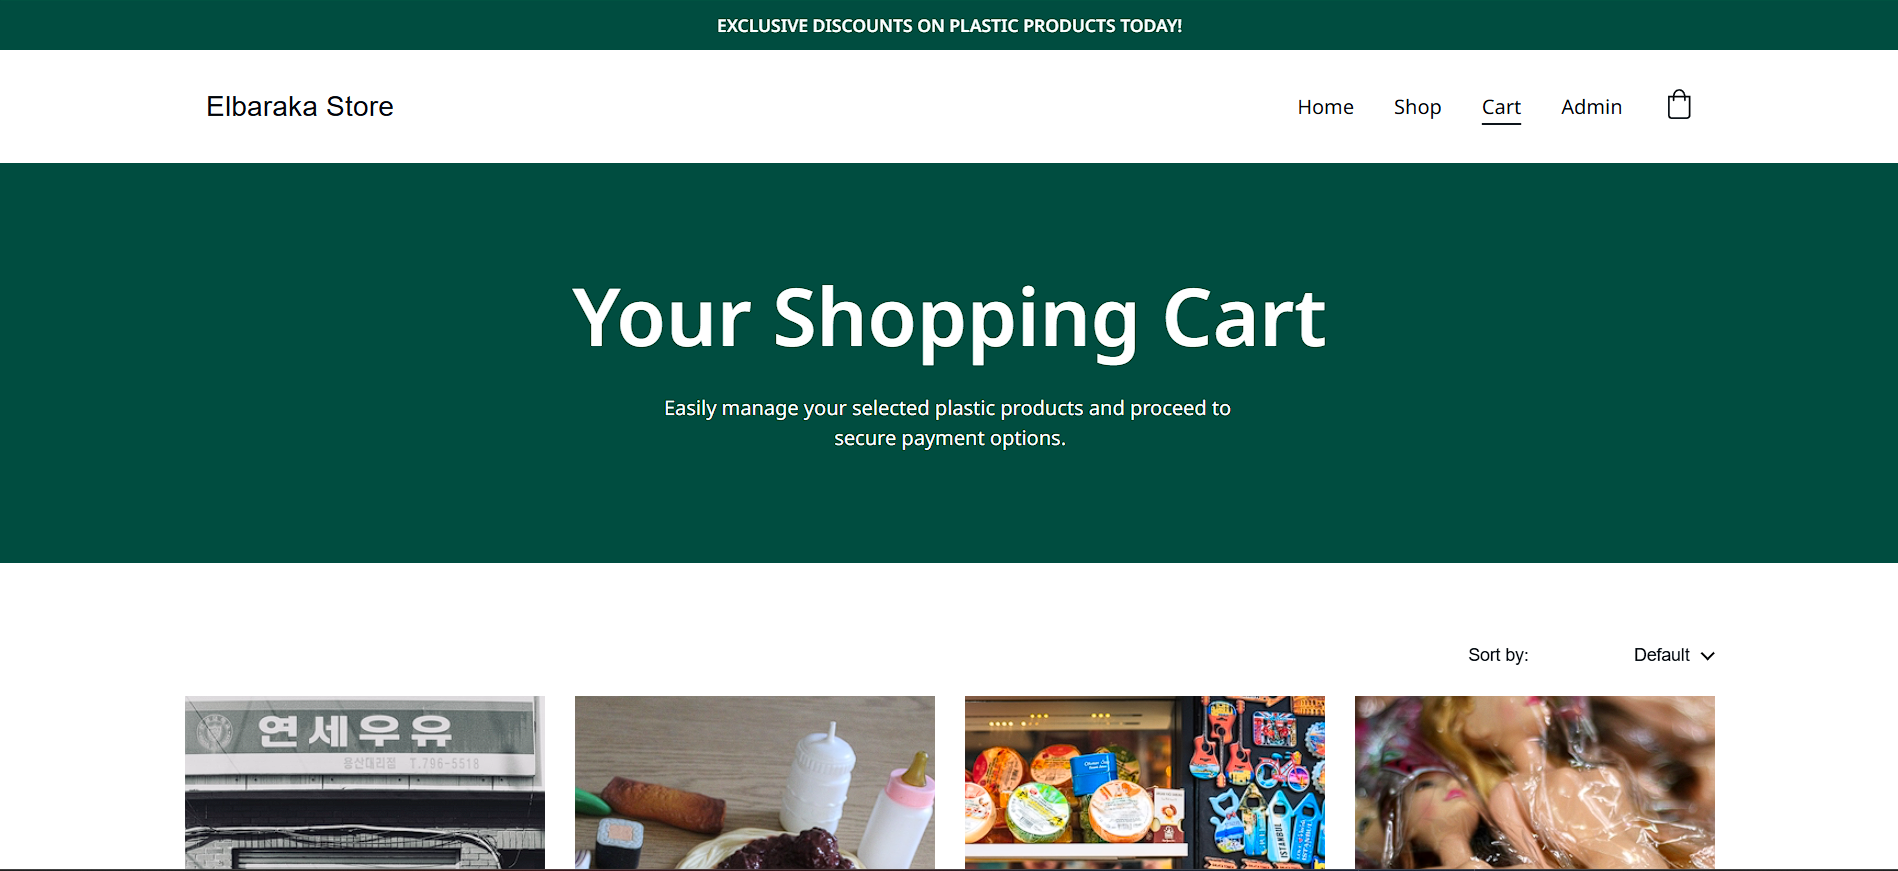 EXCLUSIVE DISCOUNTS ON PLASTIC PRODUCTS TODAY!
Elbaraka Store
Home
Shop
Cart
Admin
Your Shopping Cart
Easily manage your selected plastic products and proceed to
secure payment options.
Sort by:
Default
연세우유
용산대리점 T.796-5518
ISTANBUL